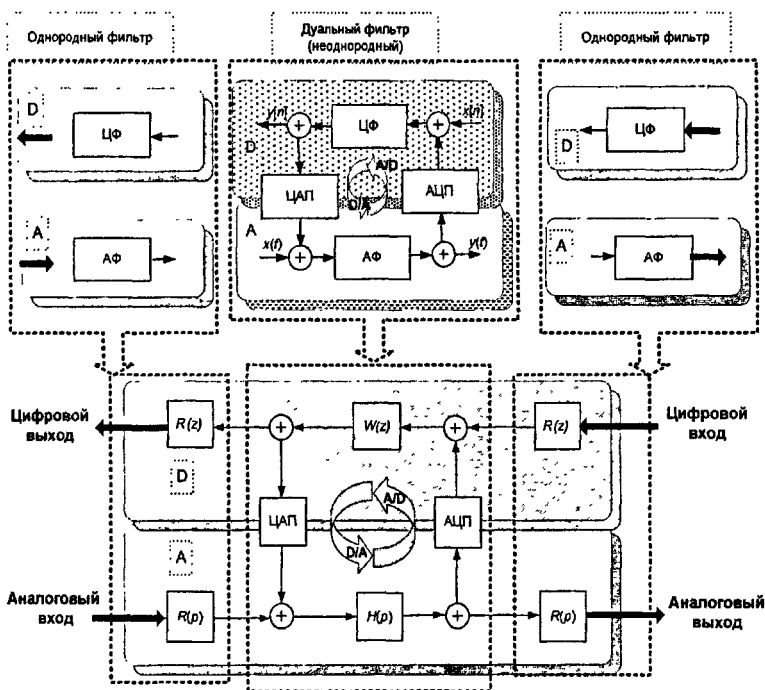 Однородный фильтр
Дуальный фильтр
(неоднородный)
Однородный фильтр
D
ЦФ
A
АФ
y[n]
ЦФ
x[n]
D
A/D
ЦАП
АЦП
D/A
A
x(t)
АФ
y(t)
ЦФ
D
A
АФ
Цифровой
выход
R(z)
W(z)
R(z)
Цифровой
вход
D
ЦАП
A/D
АЦП
D/A
A
Аналоговый
вход
R(p)
H(p)
R(p)
Аналоговый
выход